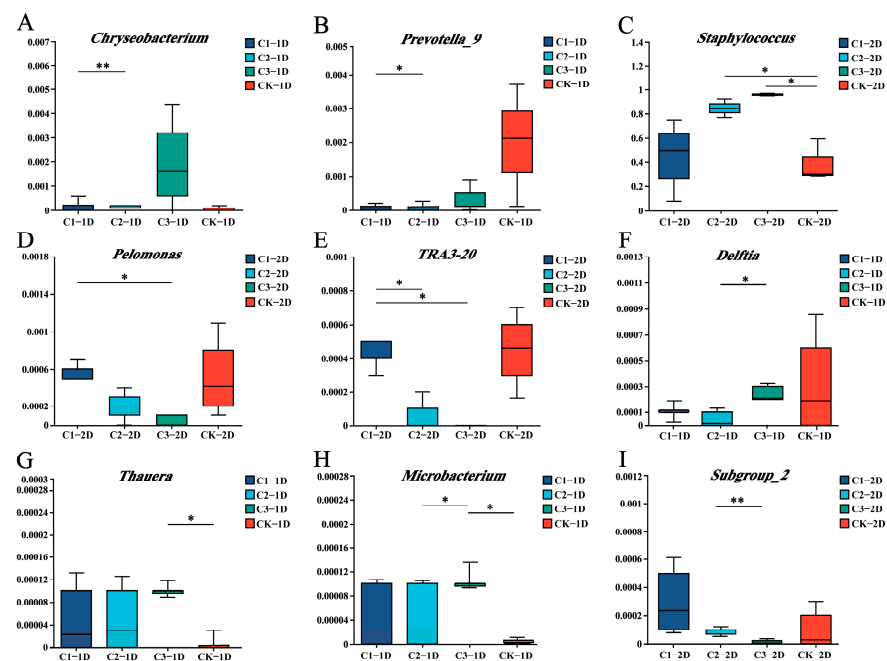 A
Chryseobacterium
0.007
0.006
0.005
0.004
0.003
0.002
0.001
0
**
C1-1D
C2-1D
C3-1D
CK-1D
C1-1D C2-1D C3-1D CK-1D
B
Prevotella_9
0.005
0.004
0.003
0.002
0.001
0
*
C1-1D
C2-1D
C3-1D
CK-1D
C1-1D C2-1D C3-1D CK-1D
C
Staphylococcus
1.4
1.2
1
0.8
0.6
0.4
0.2
0
*
*
C1-2D
C2-2D
C3-2D
CK-2D
C1-2D C2-2D C3-2D CK-2D
D
Pelomonas
0.0018
0.0014
0.001
0.0006
0.0002
0
*
C1-2D
C2-2D
C3-2D
CK-2D
C1-2D C2-2D C3-2D CK-2D
E
TRA3-20
0.001
0.0008
0.0006
0.0004
0.0002
0
*
*
C1-2D
C2-2D
C3-2D
CK-2D
C1-2D C2-2D C3-2D CK-2D
F
Delftia
0.0013
0.0011
0.0009
0.0007
0.0005
0.0003
0.0001
0
*
C1-1D
C2-1D
C3-1D
CK-1D
C1-1D C2-1D C3-1D CK-1D
G
Thauera
0.0003
0.00028
0.00024
0.0002
0.00016
0.00012
0.00008
0.00004
0
*
C1-1D
C2-1D
C3-1D
CK-1D
C1-1D C2-1D C3-1D CK-1D
H
Microbacterium
0.00028
0.00024
0.0002
0.00016
0.00012
0.00008
0.00004
0
*
*
C1-1D
C2-1D
C3-1D
CK-1D
C1-1D C2-1D C3-1D CK-1D
I
Subgroup_2
0.0012
0.001
0.0008
0.0006
0.0004
0.0002
0
**
C1-2D
C2-2D
C3-2D
CK-2D
C1-2D C2-2D C3-2D CK-2D